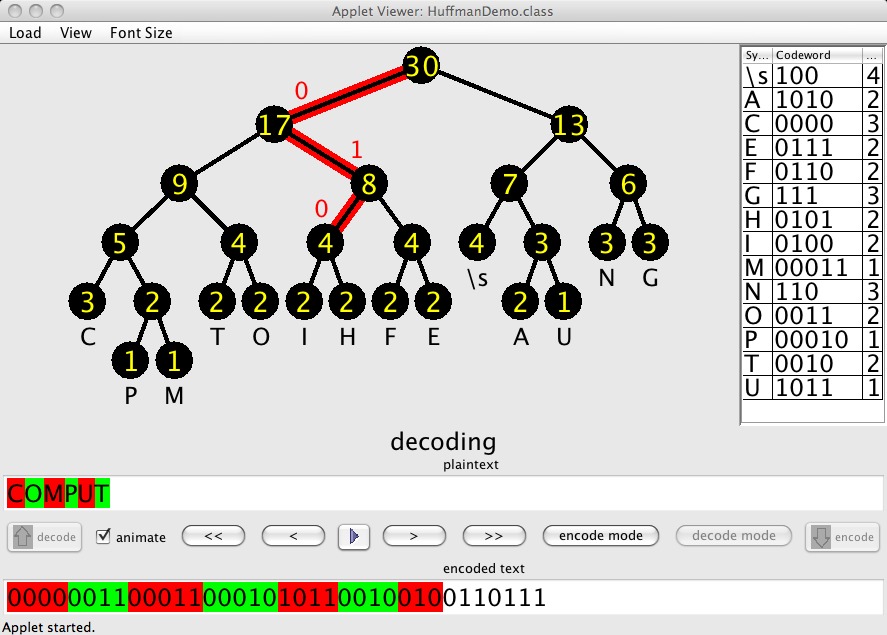 Applet Viewer: HuffmanDemo.class
Load View Font Size
30
0
17 13
1
9 8 7 6
0
5 4 4 4 4 3 3 3
\s N G
3 2 2 2 2 2 2 2 2 1
C T O I H F E A U
1 1
P M
Sy... Codeword ...
\s 100 4
A 1010 2
C 0000 3
E 0111 2
F 0110 2
G 111 3
H 0101 2
I 0100 2
M 00011 1
N 110 3
O 0011 2
P 00010 1
T 0010 2
U 1011 1
decoding
plaintext
COMPUT
decode animate << < > >> encode mode decode mode encode
encoded text
000000110001100010101100100100110111
Applet started.